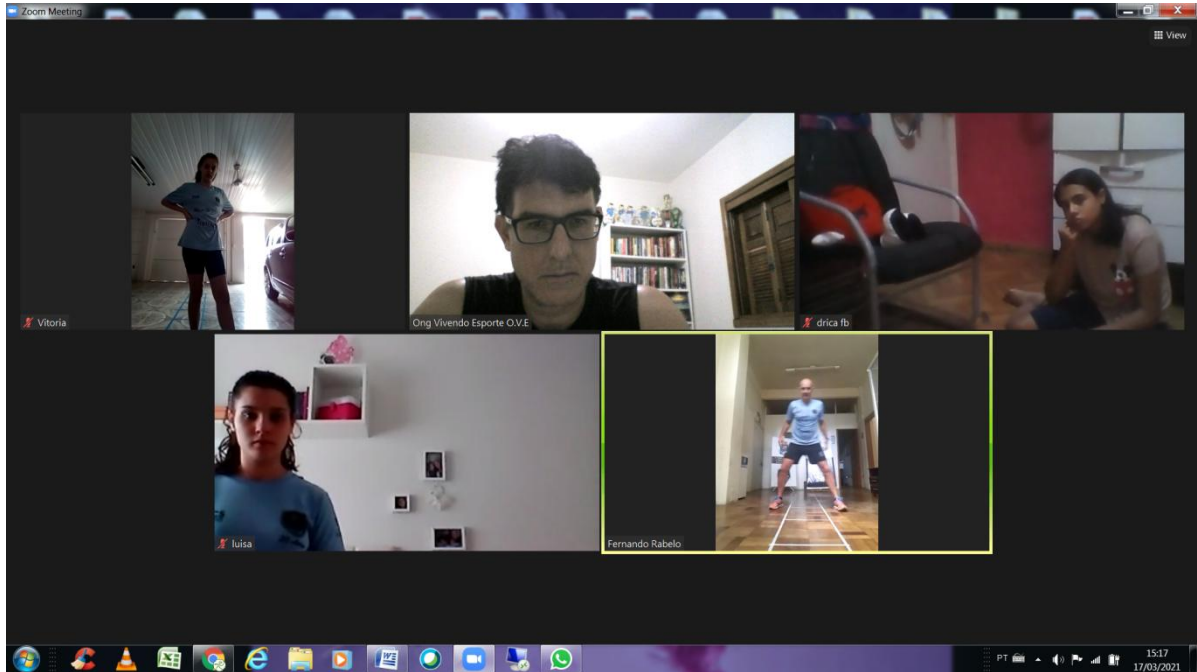 Zoom Meeting
View
Vitoria
Ong Vivendo Esporte O.V.E
drica fb
luisa
Fernando Rabelo
PT
15:17
17/03/2021